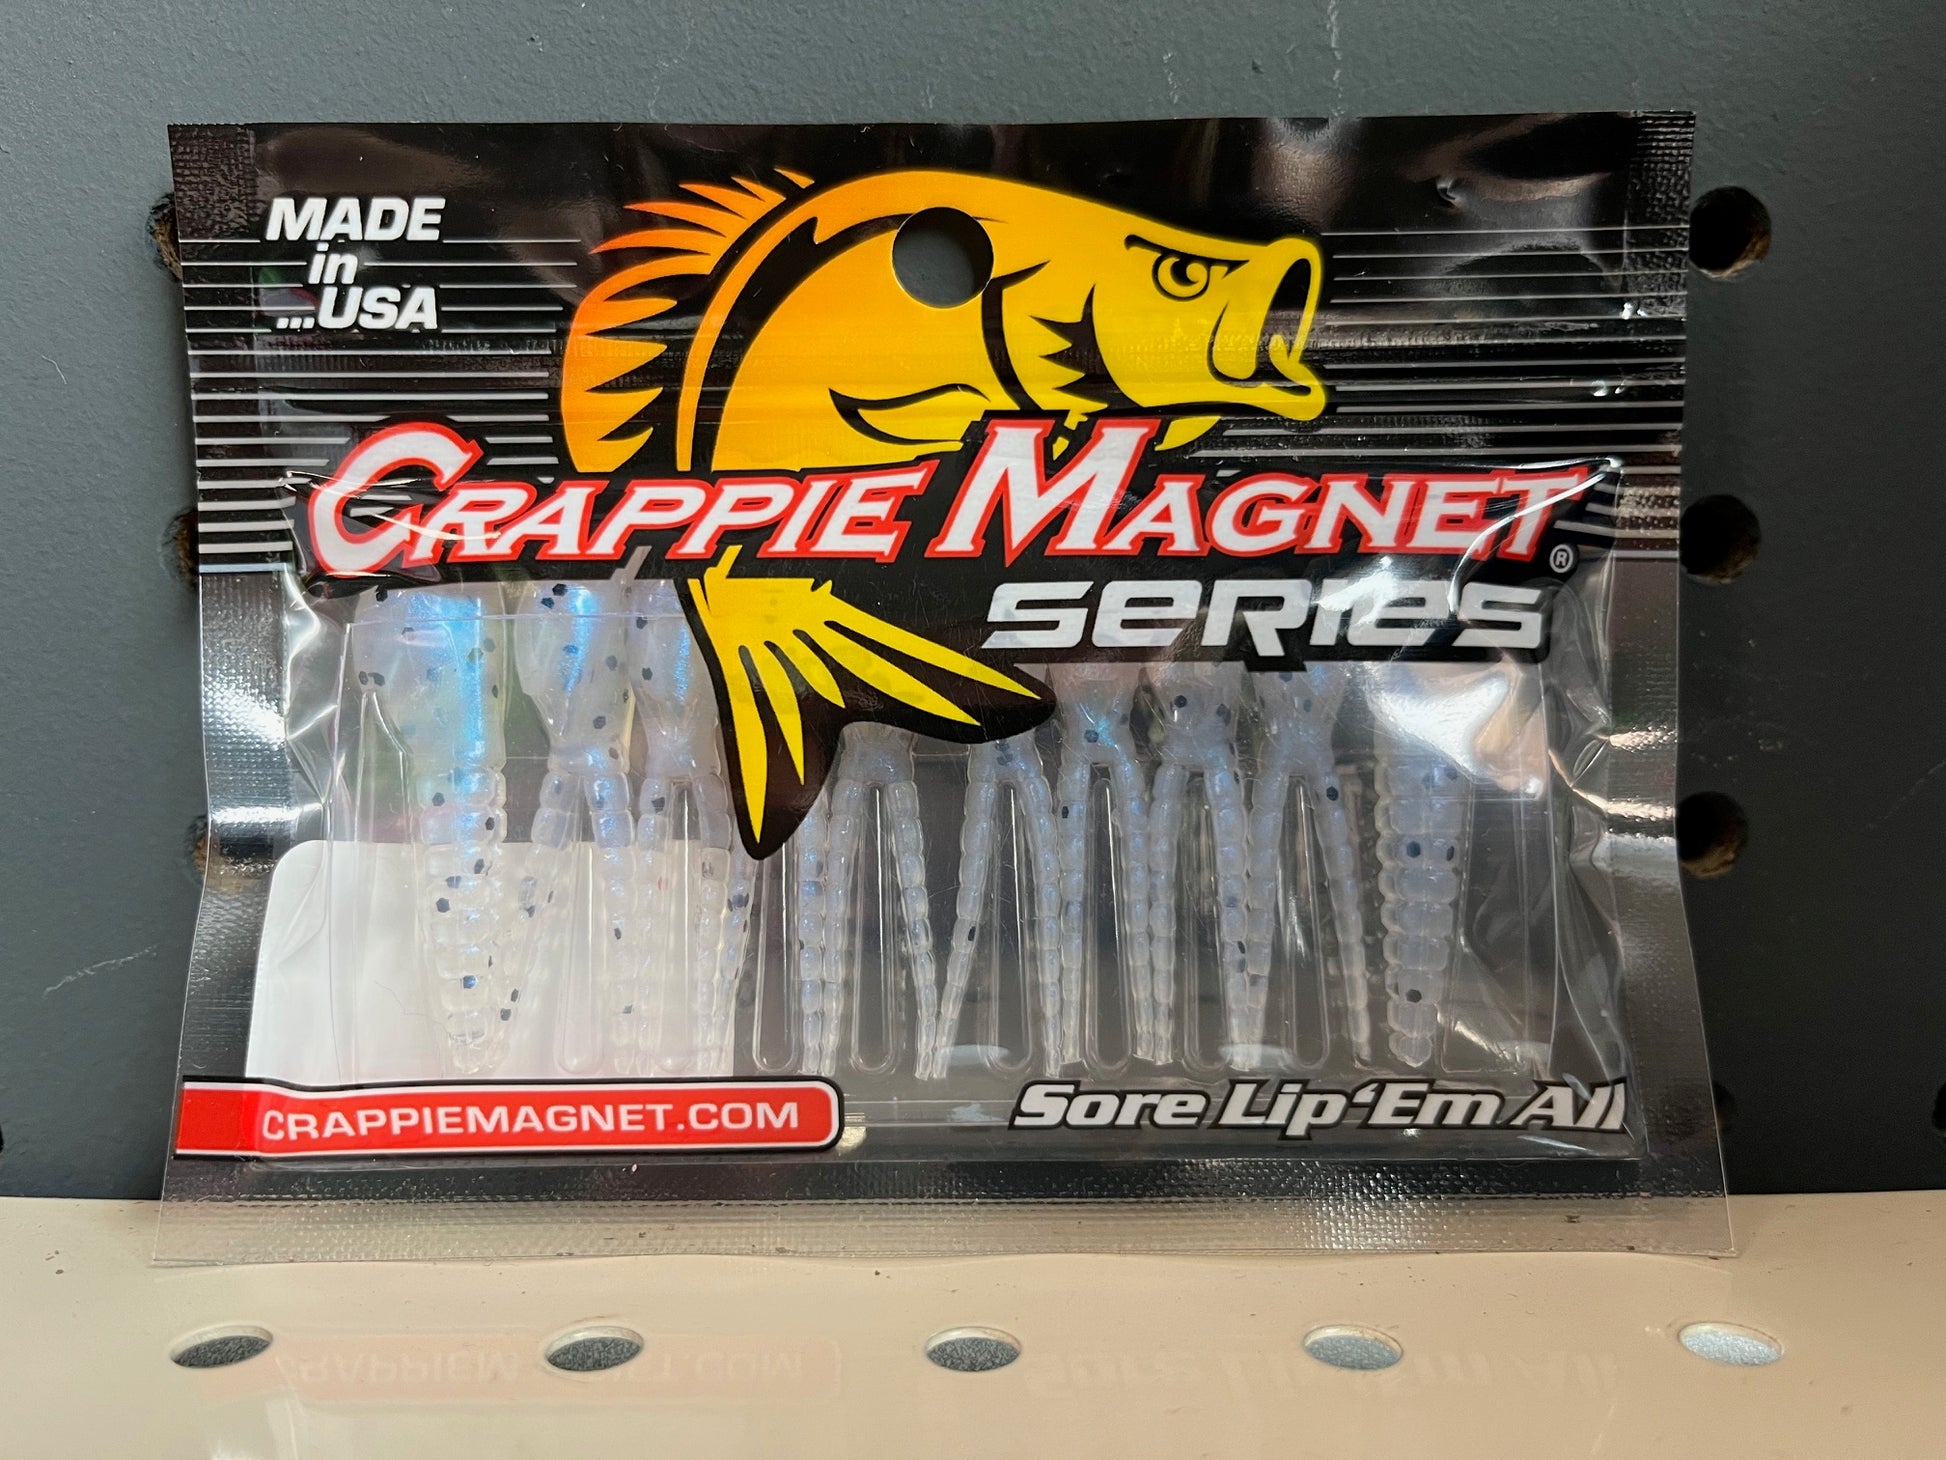 MADE
in
...USA
CRAPPIE MAGNET®
SERIES
CRAPPIEMAGNET.COM
Sore Lip 'Em All